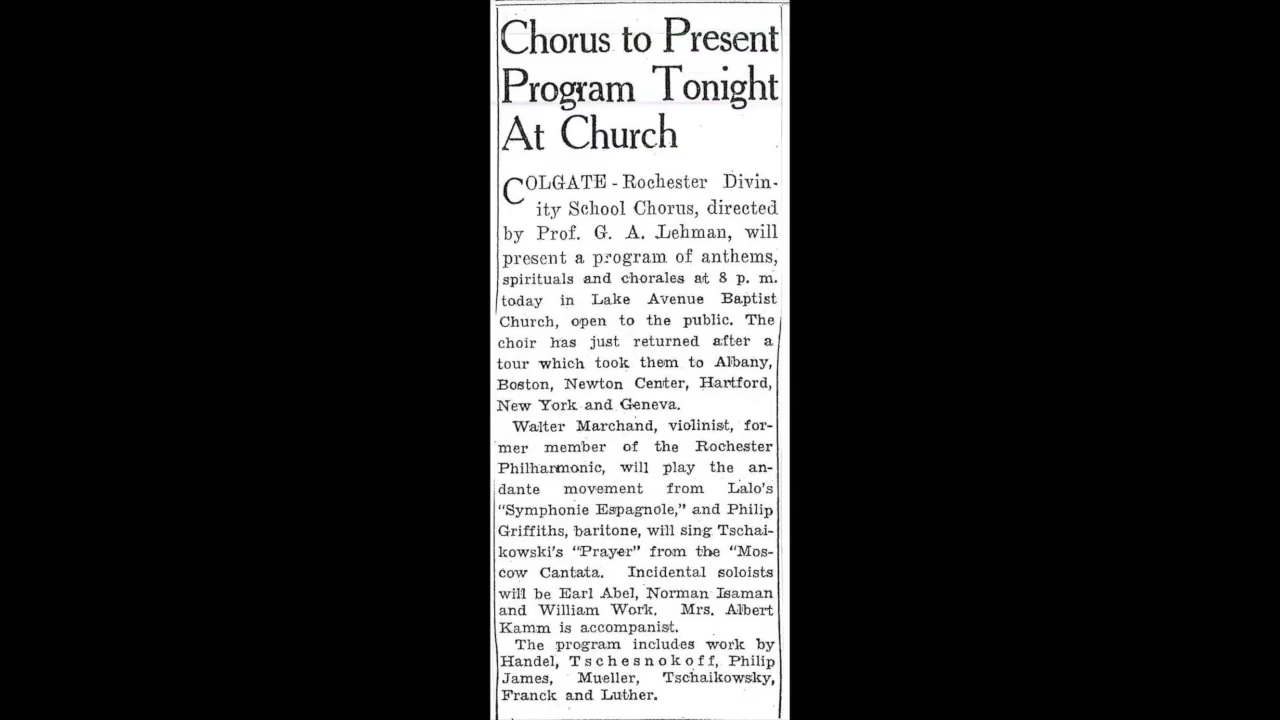 Chorus to Present
Program Tonight
At Church
COLGATE - Rochester Divin-
ity School Chorus, directed
by Prof. G. A. Lehman, will
present a program of anthems,
spirituals and chorales at 8 p. m.
today in Lake Avenue Baptist
Church, open to the public. The
choir has just returned after a
tour which took them to Albany,
Boston, Newton Center, Hartford,
New York and Geneva.
Walter Marchand, violinist, for-
mer member of the Rochester
Philharmonic, will play the an-
dante movement from Lalo's
"Symphonie Espagnole," and Philip
Griffiths, baritone, will sing Tschai-
kowski's "Prayer" from the "Mos-
cow Cantata. Incidental soloists
will be Earl Abel, Norman Isaman
and William Work. Mrs. Albert
Kamm is accompanist.
The program includes work by
Handel, Tschesnokoff, Philip
James, Mueller, Tschaikowsky,
Franck and Luther.